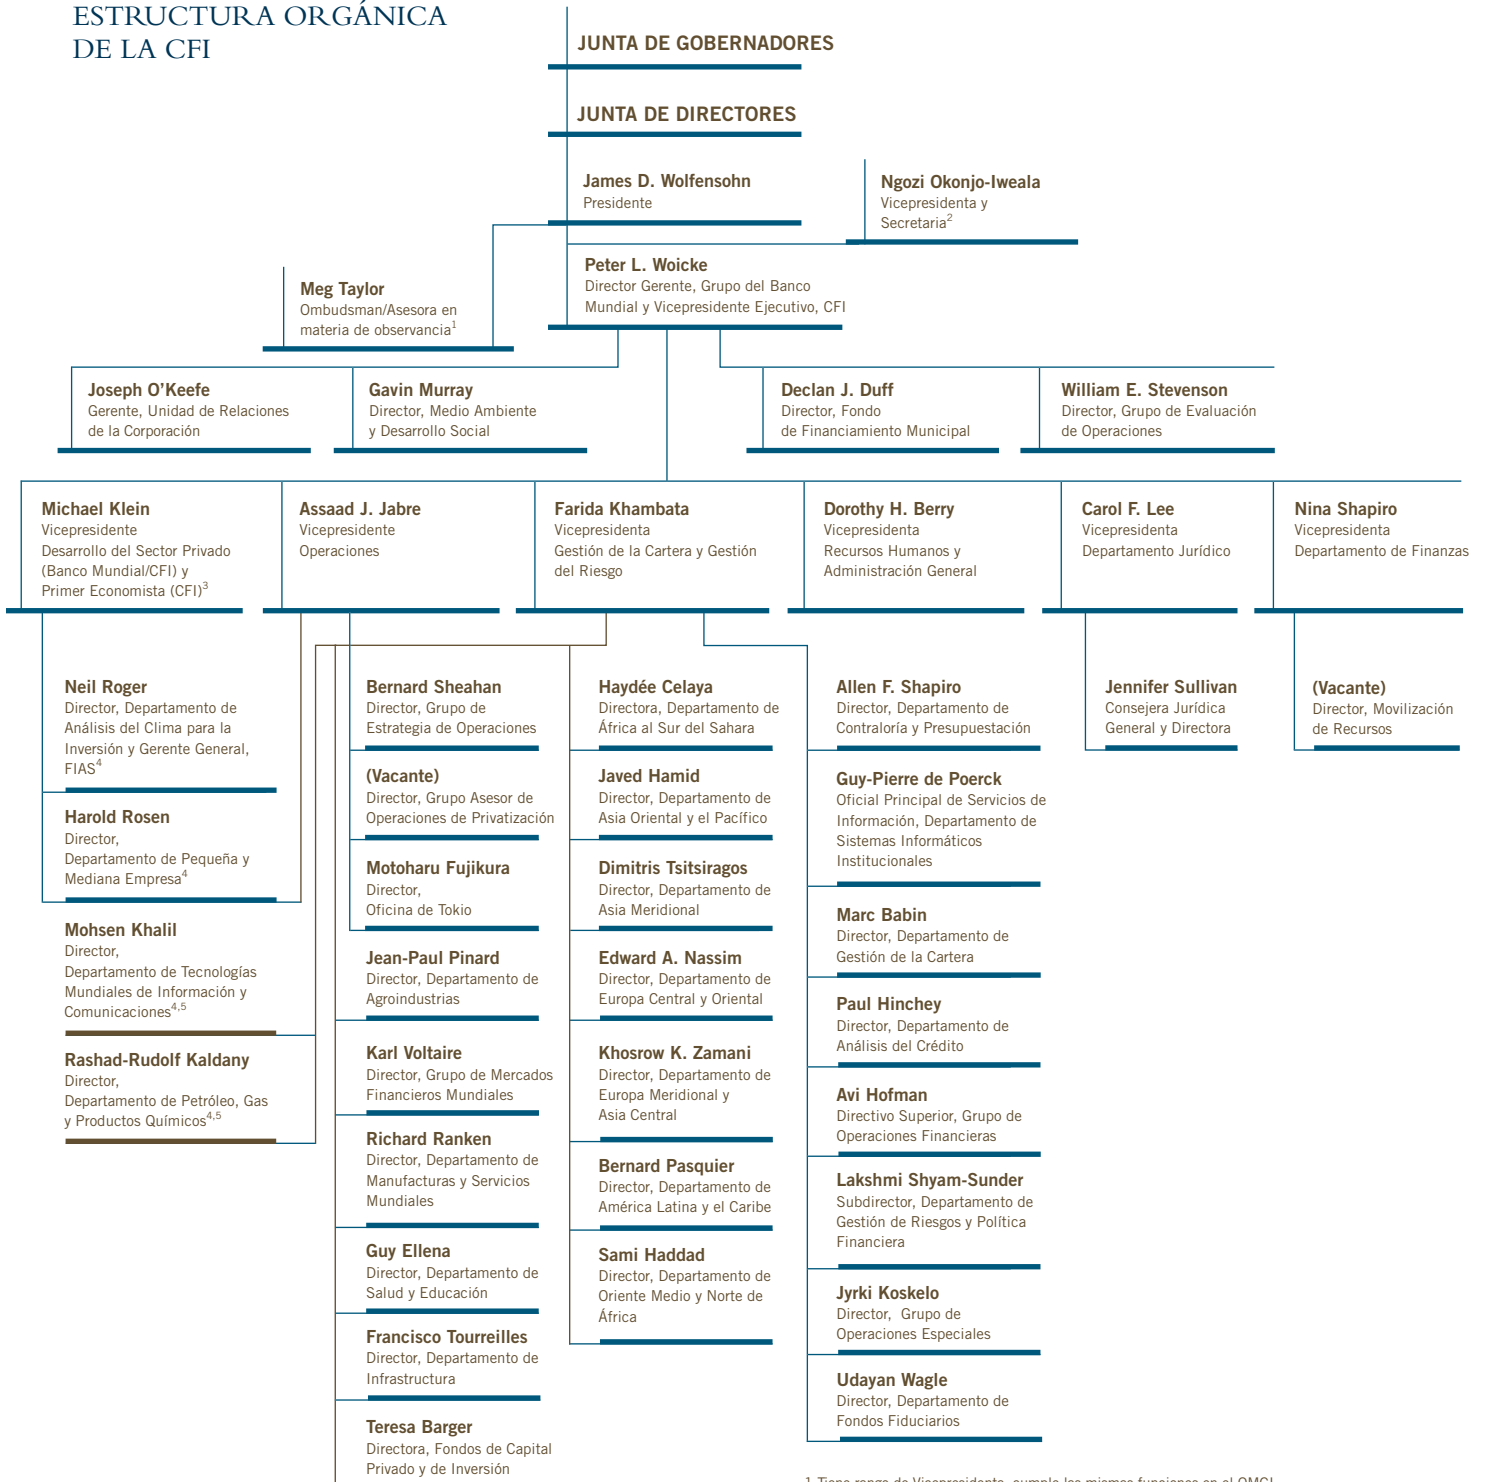 ESTRUCTURA ORGÁNICA
DE LA CFI
JUNTA DE GOBERNADORES
JUNTA DE DIRECTORES
James D. Wolfensohn
Presidente
Ngozi Okonjo-Iweala
Vicepresidenta y
Secretaria²
Peter L. Woicke
Director Gerente, Grupo del Banco
Mundial y Vicepresidente Ejecutivo, CFI
Meg Taylor
Ombudsman/Asesora en
materia de observancia¹
Joseph O'Keefe
Gerente, Unidad de Relaciones
de la Corporación
Gavin Murray
Director, Medio Ambiente
y Desarrollo Social
Declan J. Duff
Director, Fondo
de Financiamiento Municipal
William E. Stevenson
Director, Grupo de Evaluación
de Operaciones
Michael Klein
Vicepresidente
Desarrollo del Sector Privado
(Banco Mundial/CFI) y
Primer Economista (CFI)³
Assaad J. Jabre
Vicepresidente
Operaciones
Farida Khambata
Vicepresidenta
Gestión de la Cartera y Gestión
del Riesgo
Dorothy H. Berry
Vicepresidenta
Recursos Humanos y
Administración General
Carol F. Lee
Vicepresidenta
Departamento Jurídico
Nina Shapiro
Vicepresidenta
Departamento de Finanzas
Neil Roger
Director, Departamento de
Análisis del Clima para la
Inversión y Gerente General,
FIAS⁴
Harold Rosen
Director,
Departamento de Pequeña y
Mediana Empresa⁴
Mohsen Khalil
Director,
Departamento de Tecnologías
Mundiales de Información y
Comunicaciones⁴,⁵
Rashad-Rudolf Kaldany
Director,
Departamento de Petróleo, Gas
y Productos Químicos⁴,⁵
Bernard Sheahan
Director, Grupo de
Estrategia de Operaciones
(Vacante)
Director, Grupo Asesor de
Operaciones de Privatización
Motoharu Fujikura
Director,
Oficina de Tokio
Jean-Paul Pinard
Director, Departamento de
Agroindustrias
Karl Voltaire
Director, Grupo de Mercados
Financieros Mundiales
Richard Ranken
Director, Departamento de
Manufacturas y Servicios
Mundiales
Guy Ellena
Director, Departamento de
Salud y Educación
Francisco Tourreilles
Director, Departamento de
Infrastructura
Teresa Barger
Directora, Fondos de Capital
Privado y de Inversión
Haydée Celaya
Directora, Departamento de
África al Sur del Sahara
Javed Hamid
Director, Departamento de
Asia Oriental y el Pacífico
Dimitris Tsitsiragos
Director, Departamento de
Asia Meridional
Edward A. Nassim
Director, Departamento de
Europa Central y Oriental
Khosrow K. Zamani
Director, Departamento de
Europa Meridional y
Asia Central
Bernard Pasquier
Director, Departamento de
América Latina y el Caribe
Sami Haddad
Director, Departamento de
Oriente Medio y Norte de
África
Allen F. Shapiro
Director, Departamento de
Contraloría y Presupuestación
Guy-Pierre de Poerck
Oficial Principal de Servicios de
Información, Departamento de
Sistemas Informáticos
Institucionales
Marc Babin
Director, Departamento de
Gestión de la Cartera
Paul Hinchey
Director, Departamento de
Análisis del Crédito
Avi Hofman
Directivo Superior, Grupo de
Operaciones Financieras
Lakshmi Shyam-Sunder
Subdirector, Departamento de
Gestión de Riesgos y Política
Financiera
Jyrki Koskelo
Director, Grupo de
Operaciones Especiales
Udayan Wagle
Director, Departamento de
Fondos Fiduciarios
Jennifer Sullivan
Consejera Jurídica
General y Directora
(Vacante)
Director, Movilización
de Recursos
1 Tiene rango de Vicepresidente, cumple las mismas funciones en el OMGI